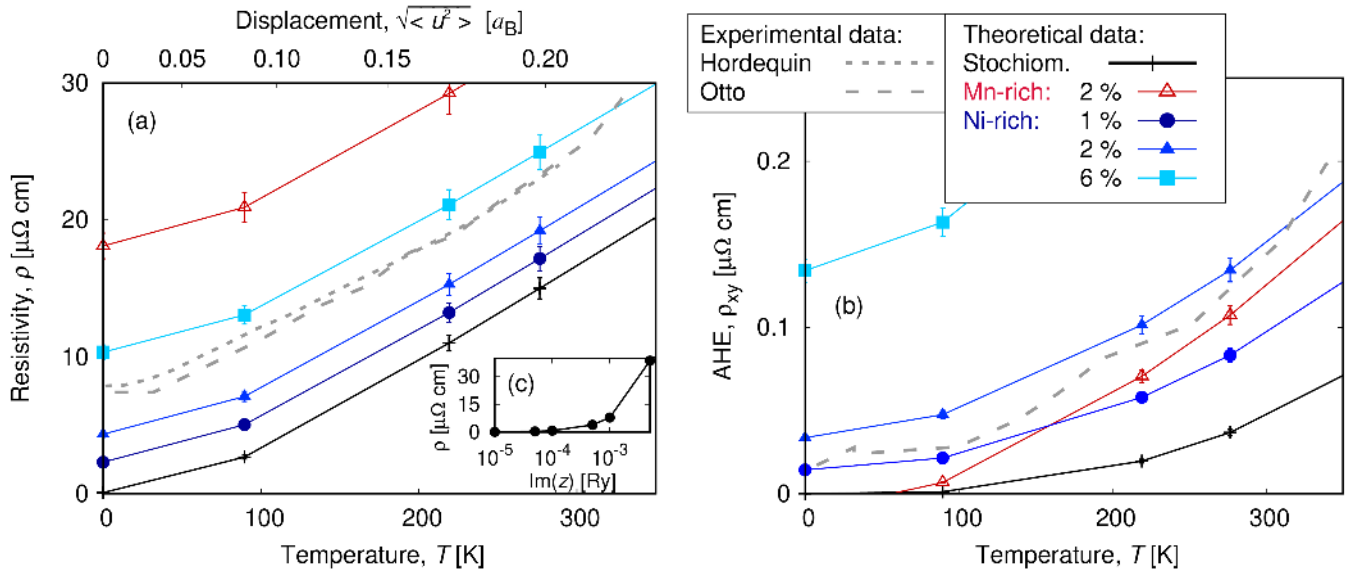 Displacement, √< u² > [a_B]
0 0.05 0.10 0.15 0.20
30
20
10
0
Resistivity, ρ [μΩ cm]
(a)
0 100 200 300
Temperature, T [K]
(c)
ρ [μΩ cm]
30
15
0
10⁻⁵ 10⁻⁴ 10⁻³
Im(z) [Ry]
Experimental data:
Hordequin
Otto
Theoretical data:
Stochiom.
Mn-rich: 2 %
Ni-rich: 1 %
2 %
6 %
0.2
0.1
0
AHE, ρ_xy [μΩ cm]
(b)
0 100 200 300
Temperature, T [K]